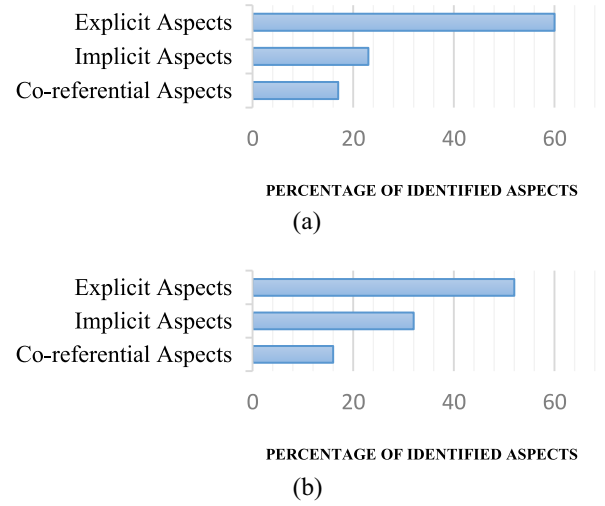 Explicit Aspects
Implicit Aspects
Co-referential Aspects
0 20 40 60
PERCENTAGE OF IDENTIFIED ASPECTS
(a)
Explicit Aspects
Implicit Aspects
Co-referential Aspects
0 20 40 60
PERCENTAGE OF IDENTIFIED ASPECTS
(b)